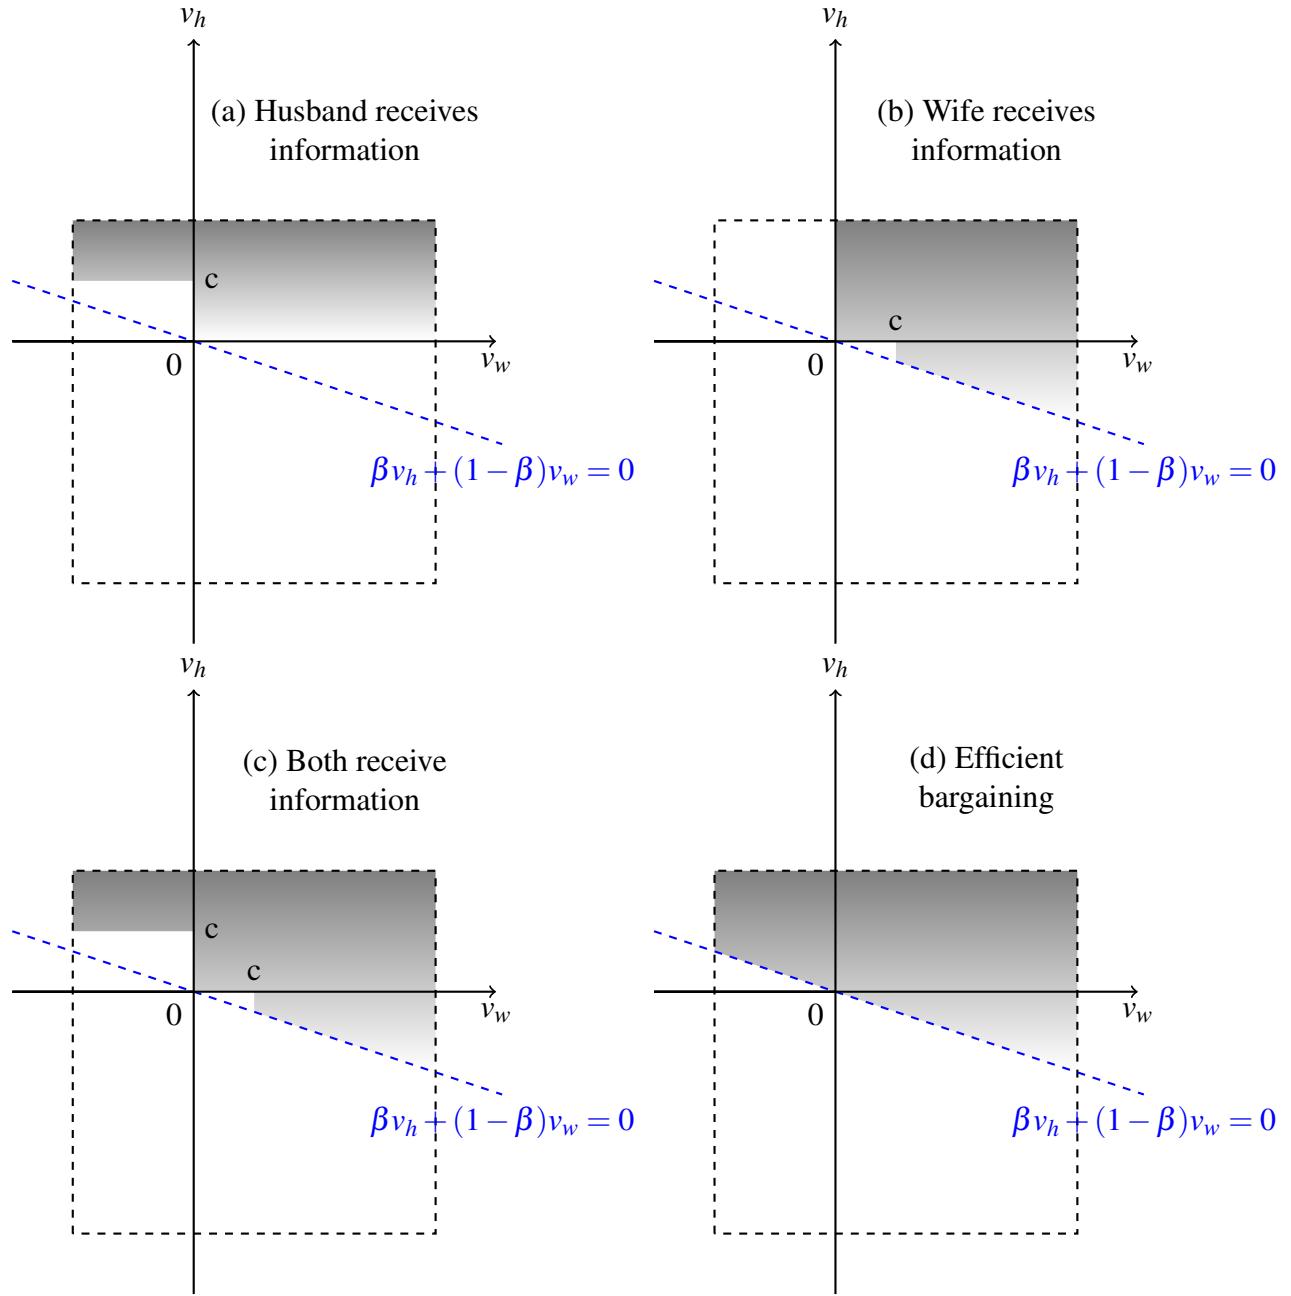 v_h
(a) Husband receives
information
c
0
v_w
βv_h + (1 − β)v_w = 0
v_h
(b) Wife receives
information
c
0
v_w
βv_h + (1 − β)v_w = 0
v_h
(c) Both receive
information
c
c
0
v_w
βv_h + (1 − β)v_w = 0
v_h
(d) Efficient
bargaining
0
v_w
βv_h + (1 − β)v_w = 0